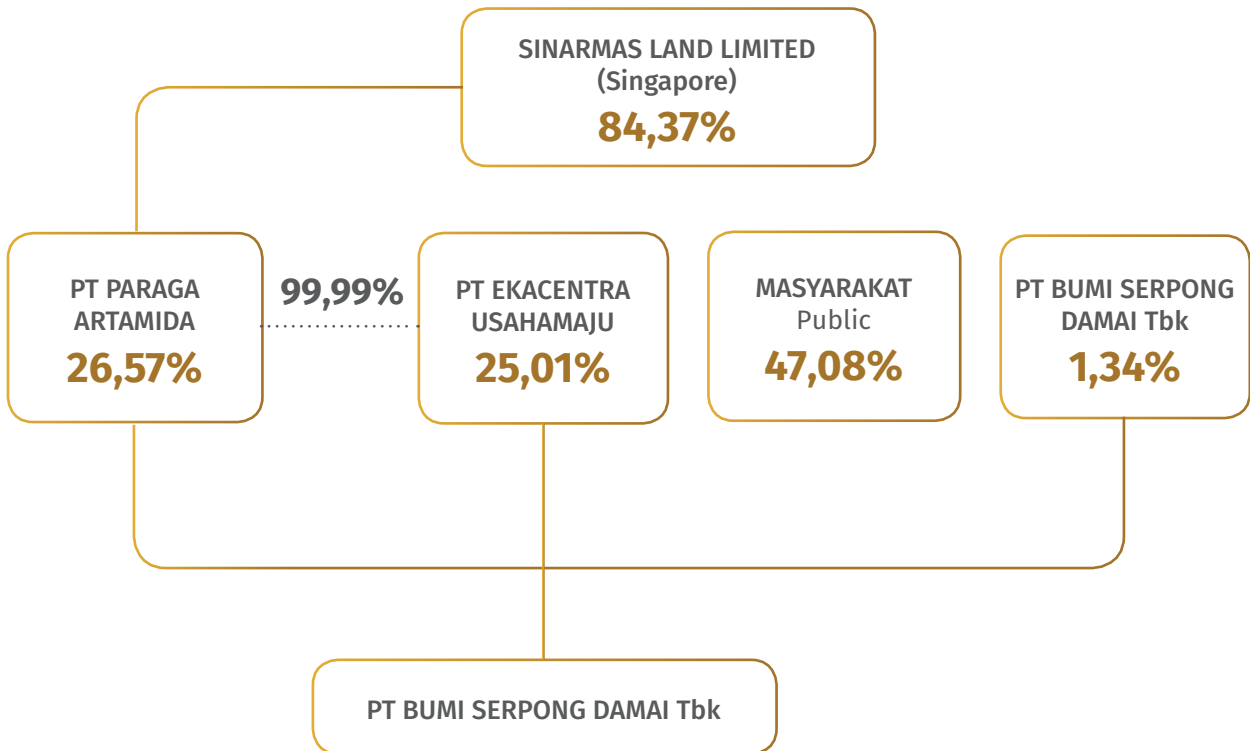 SINARMAS LAND LIMITED
(Singapore)
84,37%
PT PARAGA
ARTAMIDA
26,57%
99,99%
PT EKACENTRA
USAHAMAJU
25,01%
MASYARAKAT
Public
47,08%
PT BUMI SERPONG
DAMAI Tbk
1,34%
PT BUMI SERPONG DAMAI Tbk